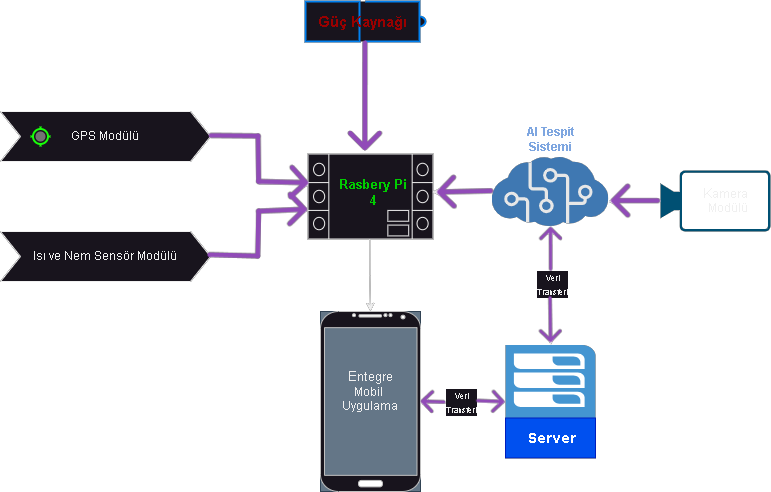 Güç Kaynağı
GPS Modülü
AI Tespit
Sistemi
Rasbery Pi
4
Kamera
Modülü
Isı ve Nem Sensör Modülü
Veri
Transferi
Entegre
Mobil
Uygulama
Veri
Transferi
Server